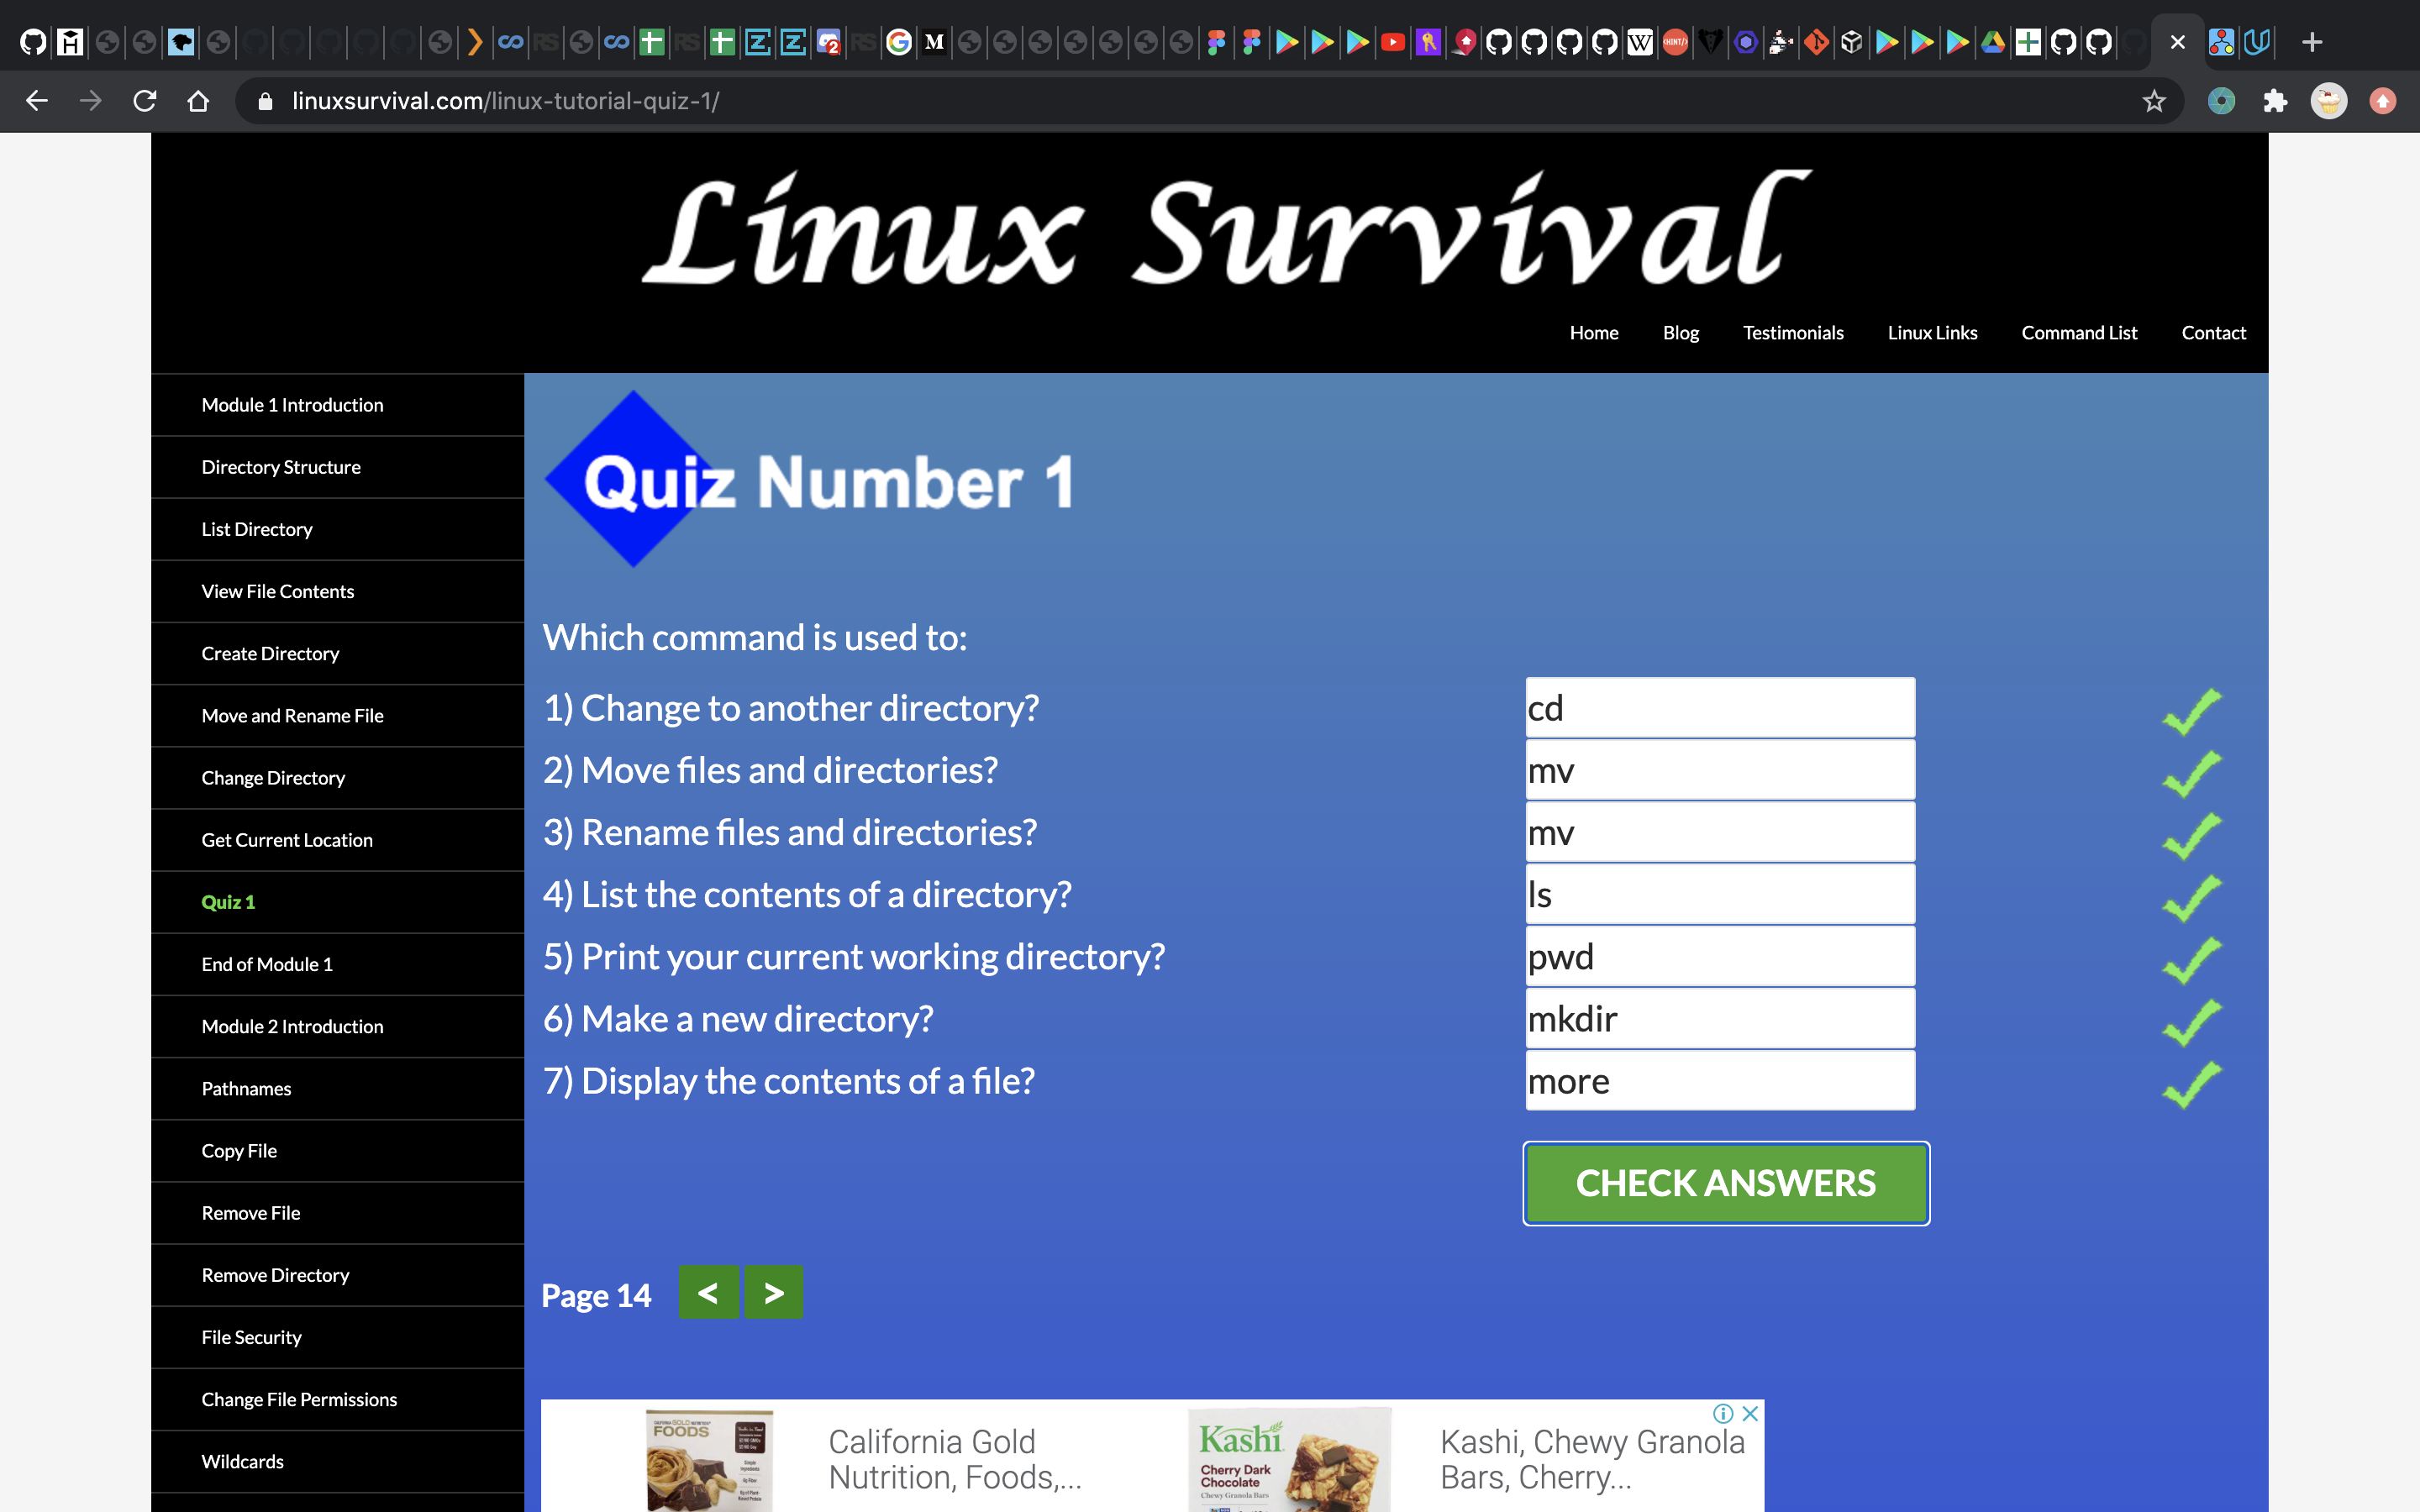 linuxsurvival.com/linux-tutorial-quiz-1/
Linux Survival
Home Blog Testimonials Linux Links Command List Contact
Module 1 Introduction
Directory Structure
List Directory
View File Contents
Create Directory
Move and Rename File
Change Directory
Get Current Location
Quiz 1
End of Module 1
Module 2 Introduction
Pathnames
Copy File
Remove File
Remove Directory
File Security
Change File Permissions
Wildcards
Quiz Number 1
Which command is used to:
1) Change to another directory? cd
2) Move files and directories? mv
3) Rename files and directories? mv
4) List the contents of a directory? ls
5) Print your current working directory? pwd
6) Make a new directory? mkdir
7) Display the contents of a file? more
CHECK ANSWERS
Page 14 < >
CALIFORNIA GOLD NUTRITION
FOODS
California Gold
Nutrition, Foods,...
Kashi
Cherry Dark
Chocolate
Chewy Granola Bars
Kashi, Chewy Granola
Bars, Cherry...